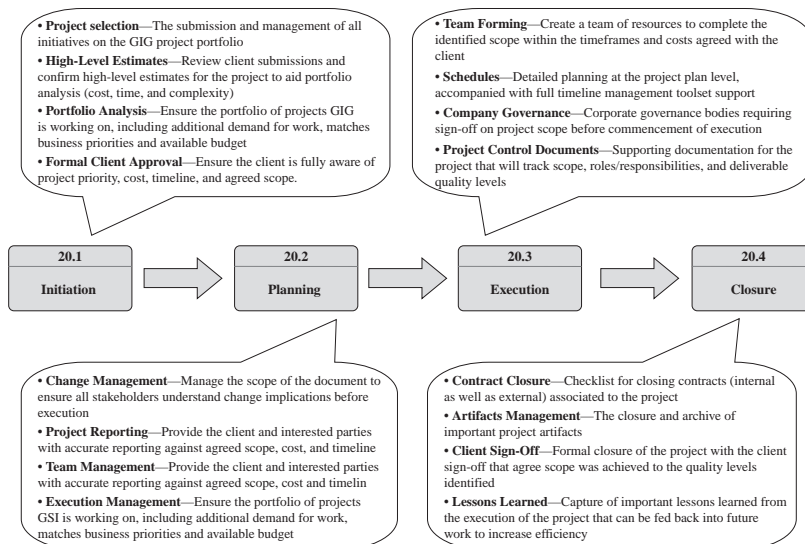 • Project selection—The submission and management of all
initiatives on the GIG project portfolio
• High-Level Estimates—Review client submissions and
confirm high-level estimates for the project to aid portfolio
analysis (cost, time, and complexity)
• Portfolio Analysis—Ensure the portfolio of projects GIG
is working on, including additional demand for work, matches
business priorities and available budget
• Formal Client Approval—Ensure the client is fully aware of
project priority, cost, timeline, and agreed scope.
• Team Forming—Create a team of resources to complete the
identified scope within the timeframes and costs agreed with the
client
• Schedules—Detailed planning at the project plan level,
accompanied with full timeline management toolset support
• Company Governance—Corporate governance bodies requiring
sign-off on project scope before commencement of execution
• Project Control Documents—Supporting documentation for the
project that will track scope, roles/responsibilities, and deliverable
quality levels
20.1
Initiation
20.2
Planning
20.3
Execution
20.4
Closure
• Change Management—Manage the scope of the document to
ensure all stakeholders understand change implications before
execution
• Project Reporting—Provide the client and interested parties
with accurate reporting against agreed scope, cost, and timeline
• Team Management—Provide the client and interested parties
with accurate reporting against agreed scope, cost and timelin
• Execution Management—Ensure the portfolio of projects
GSI is working on, including additional demand for work,
matches business priorities and available budget
• Contract Closure—Checklist for closing contracts (internal
as well as external) associated to the project
• Artifacts Management—The closure and archive of
important project artifacts
• Client Sign-Off—Formal closure of the project with the client
sign-off that agree scope was achieved to the quality levels
identified
• Lessons Learned—Capture of important lessons learned from
the execution of the project that can be fed back into future
work to increase efficiency